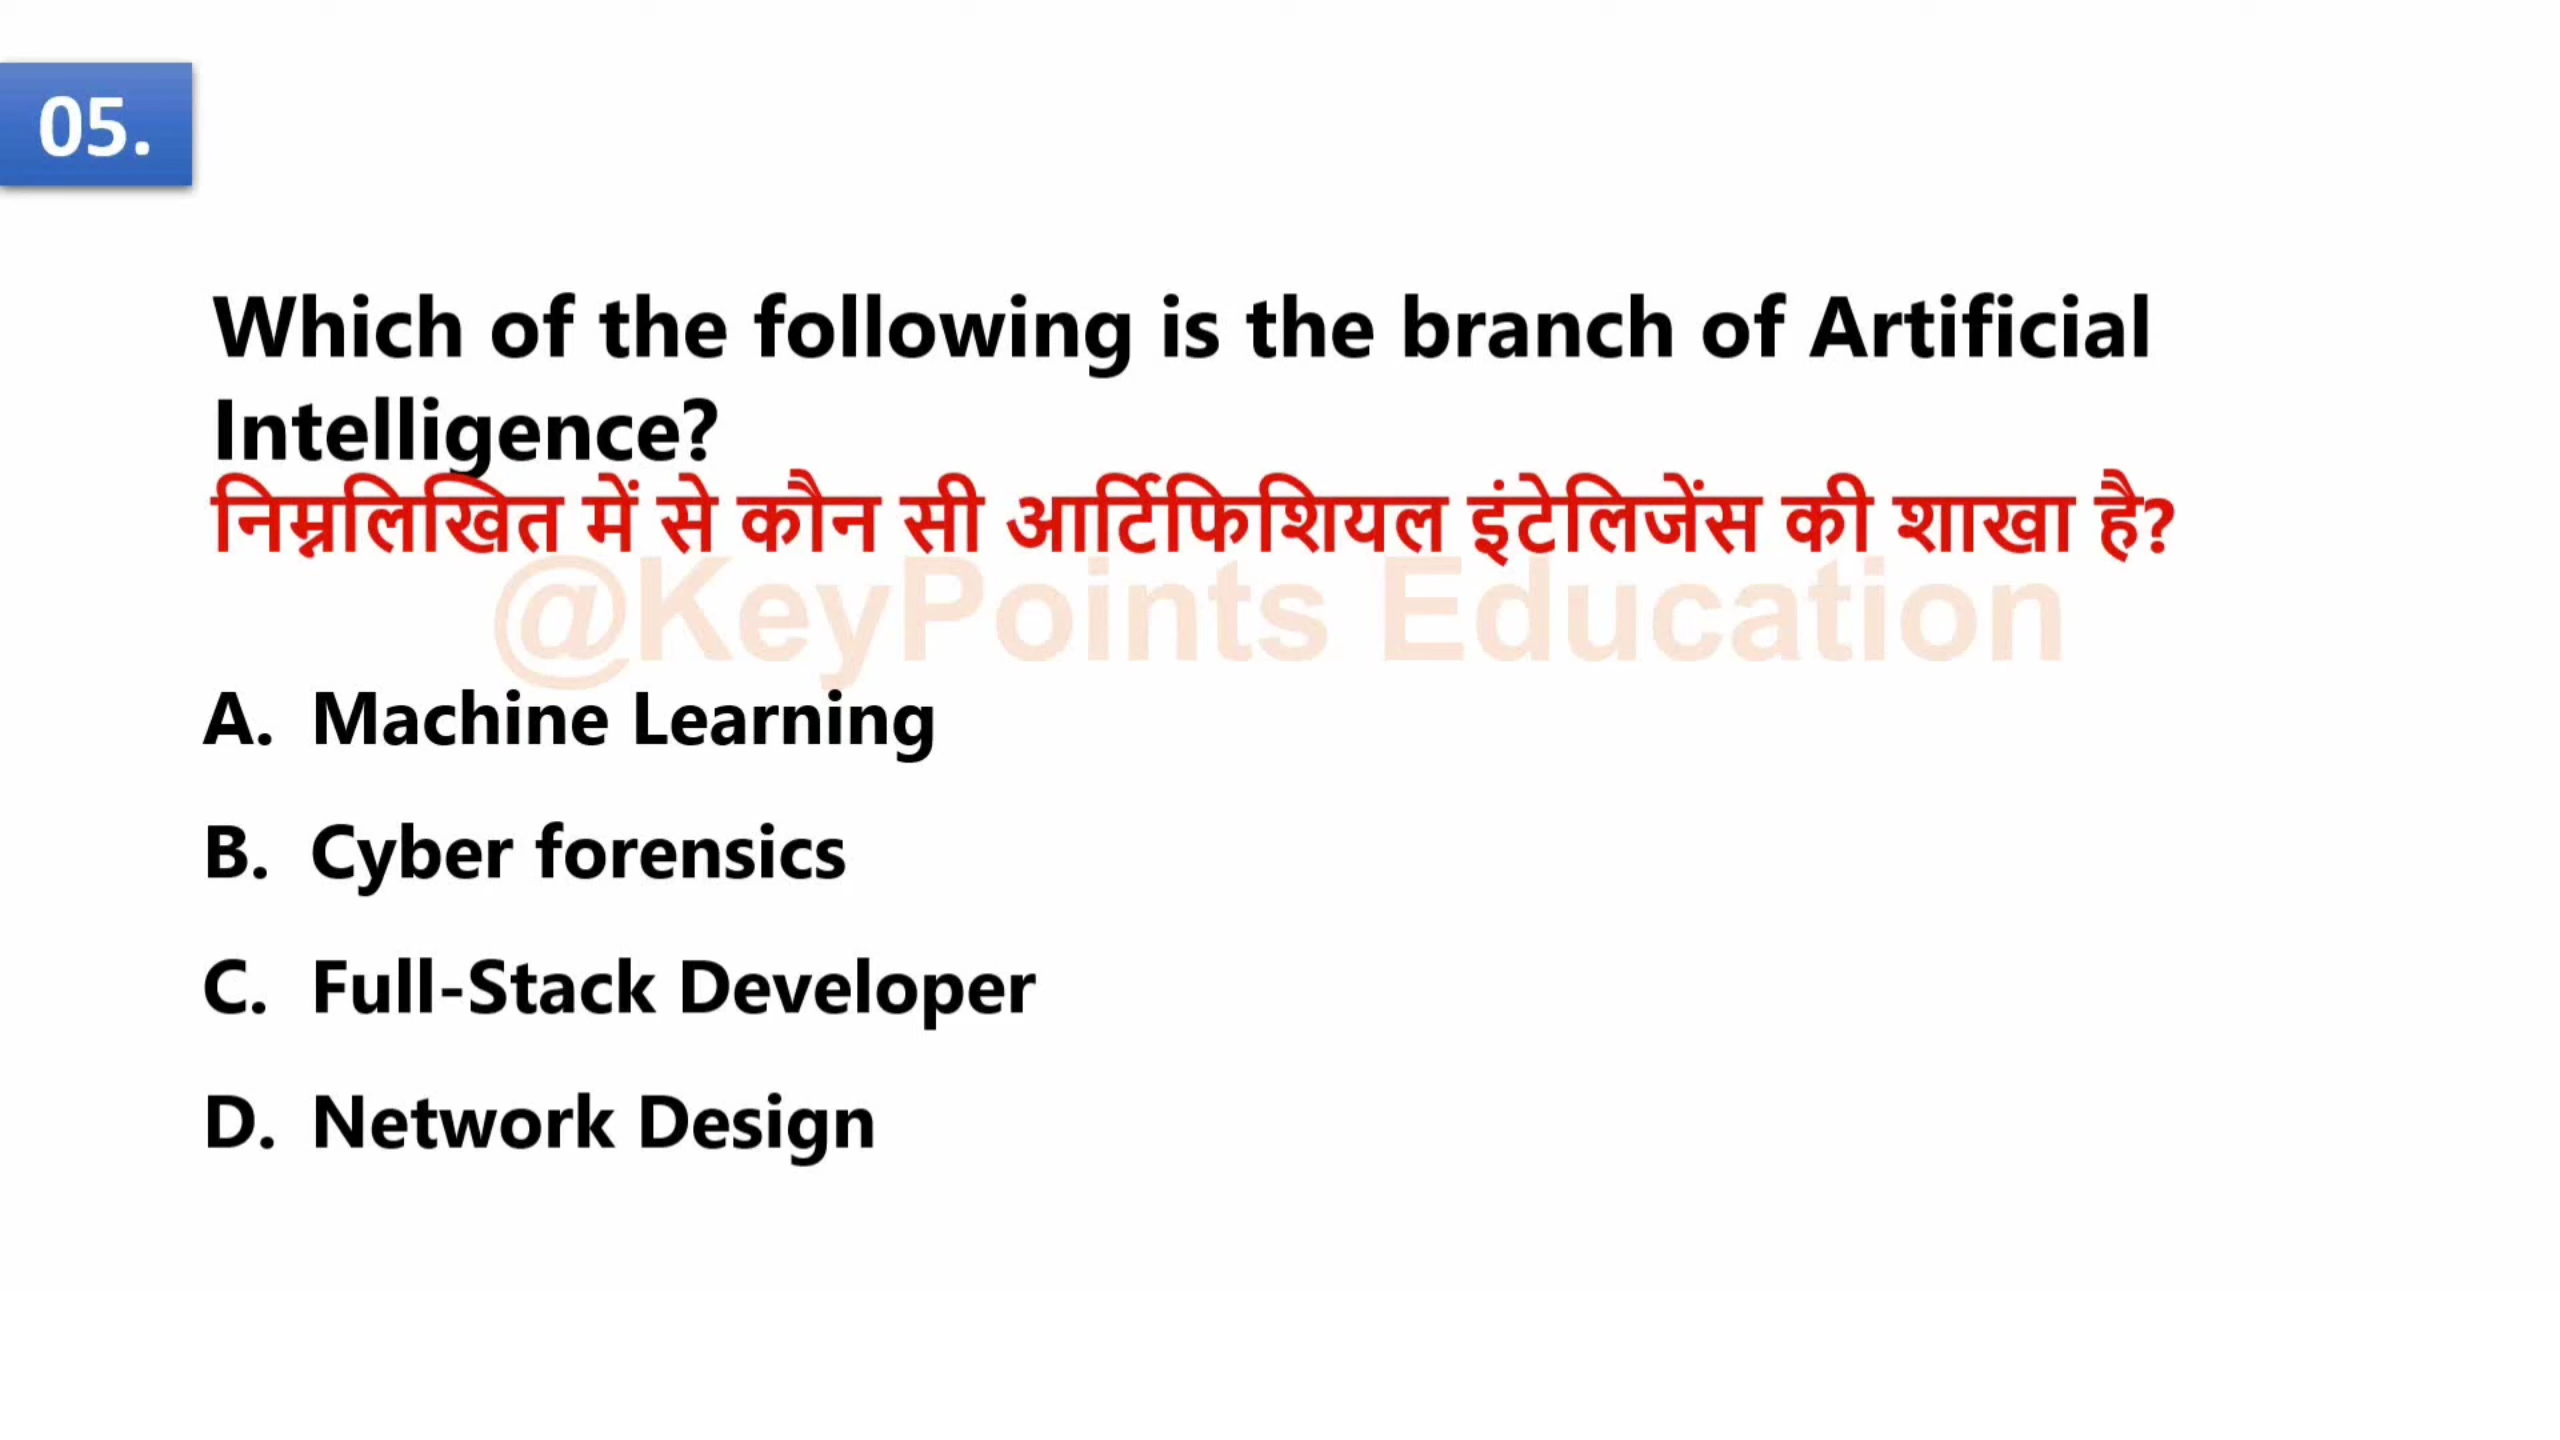 05.
Which of the following is the branch of Artificial
Intelligence?
निम्नलिखित में से कौन सी आर्टिफिशियल इंटेलिजेंस की शाखा है?
@KeyPoints Education
A. Machine Learning
B. Cyber forensics
C. Full-Stack Developer
D. Network Design